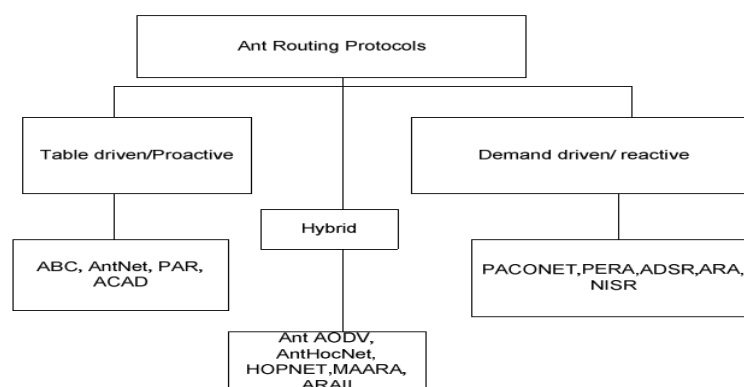 Ant Routing Protocols
Table driven/Proactive
Demand driven/ reactive
Hybrid
ABC, AntNet, PAR,
ACAD
PACONET,PERA,ADSR,ARA,
NISR
Ant AODV,
AntHocNet,
HOPNET,MAARA,